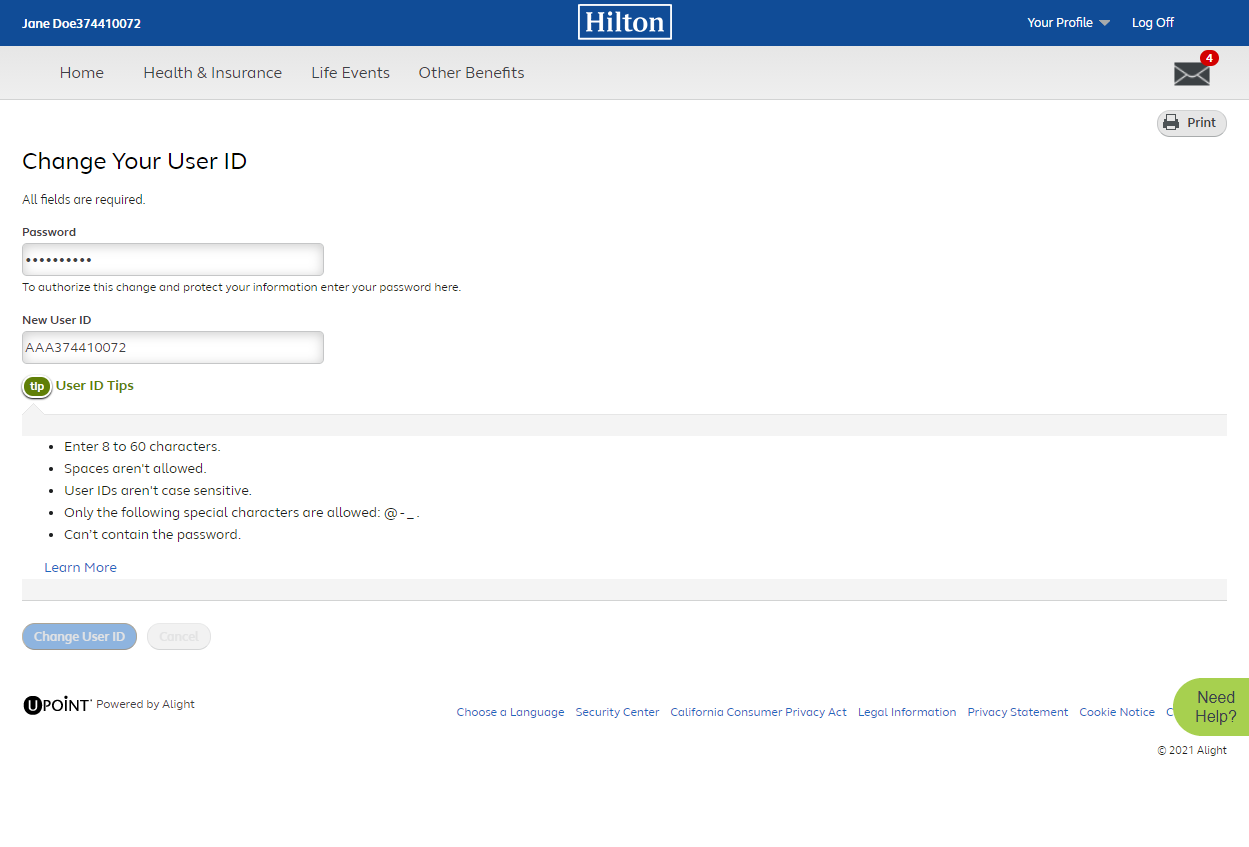 Jane Doe374410072
Hilton
Your Profile
Log Off
Home
Health & Insurance
Life Events
Other Benefits
4
Print
Change Your User ID
All fields are required.
Password
••••••••••
To authorize this change and protect your information enter your password here.
New User ID
AAA374410072
tip User ID Tips
• Enter 8 to 60 characters.
• Spaces aren't allowed.
• User IDs aren't case sensitive.
• Only the following special characters are allowed: @ - _ .
• Can't contain the password.
Learn More
Change User ID
Cancel
UPOINT Powered by Alight
Choose a Language
Security Center
California Consumer Privacy Act
Legal Information
Privacy Statement
Cookie Notice
Need
Help?
© 2021 Alight